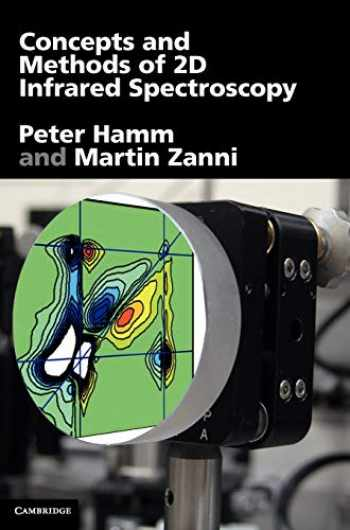 Concepts and
Methods of 2D
Infrared Spectroscopy
Peter Hamm
and Martin Zanni
P
A
CAMBRIDGE